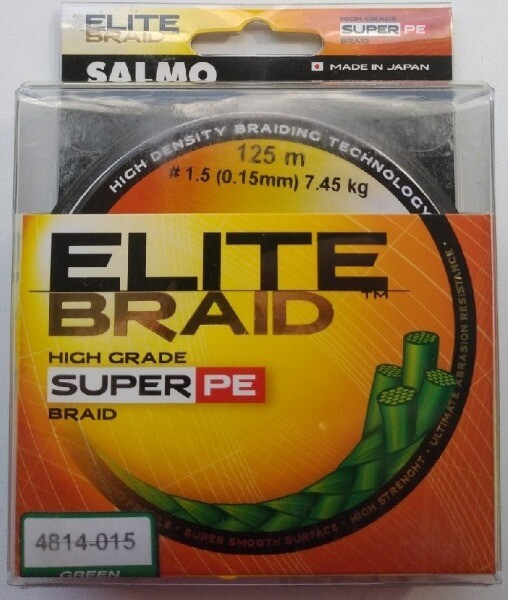 ELITE
BRAID
HIGH GRADE
SUPER PE
BRAID
SALMO
MADE IN JAPAN
HIGH DENSITY BRAIDING TECHNOLOGY
125 m
# 1.5 (0.15mm) 7.45 kg
ELITE
BRAID™
HIGH GRADE
SUPER PE
BRAID
SUPER SMOOTH SURFACE • HIGH STRENGHT • ULTIMATE ABRASION RESISTANCE •
4814-015
GREEN